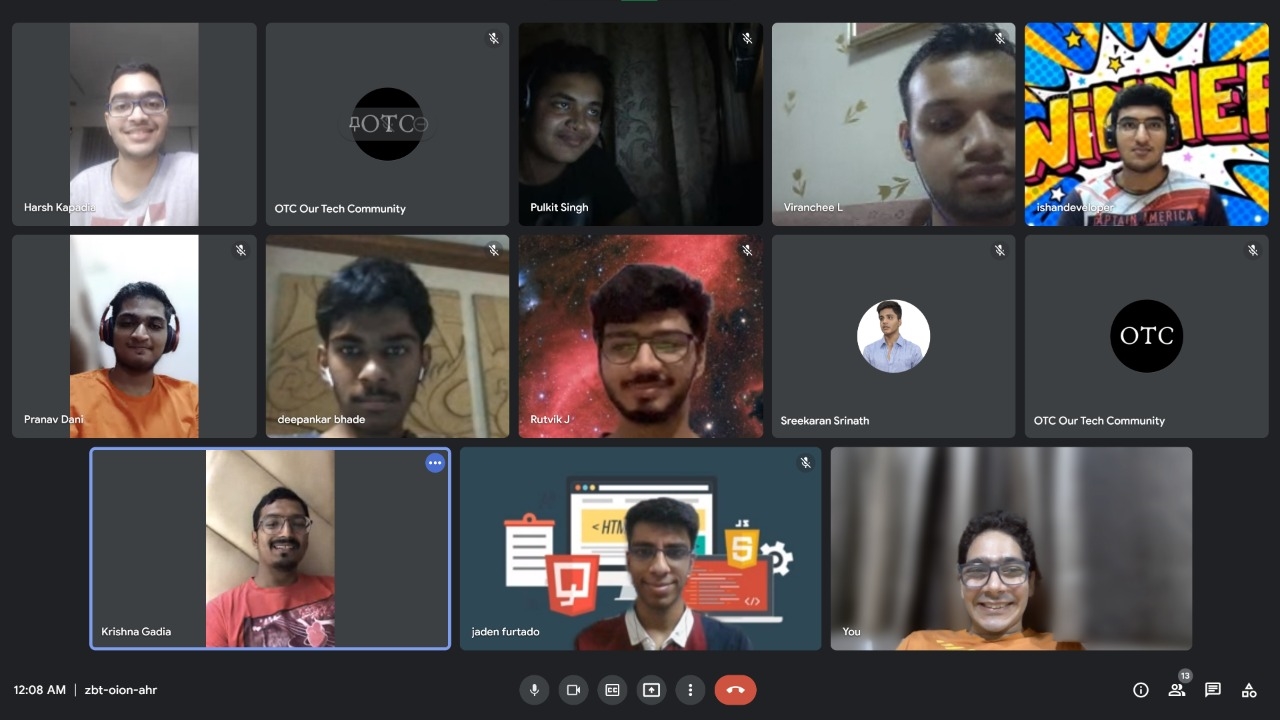 Harsh Kapadia
OTC
OTC Our Tech Community
Pulkit Singh
Viranchee L
WINNER
CAPTAIN AMERICA
ishandeveloper
Pranav Dani
deepankar bhade
Rutvik J
Sreekaran Srinath
OTC
OTC Our Tech Community
Krishna Gadia
< HTM
JS
5
</>
jaden furtado
You
12:08 AM | zbt-oion-ahr
CC
13